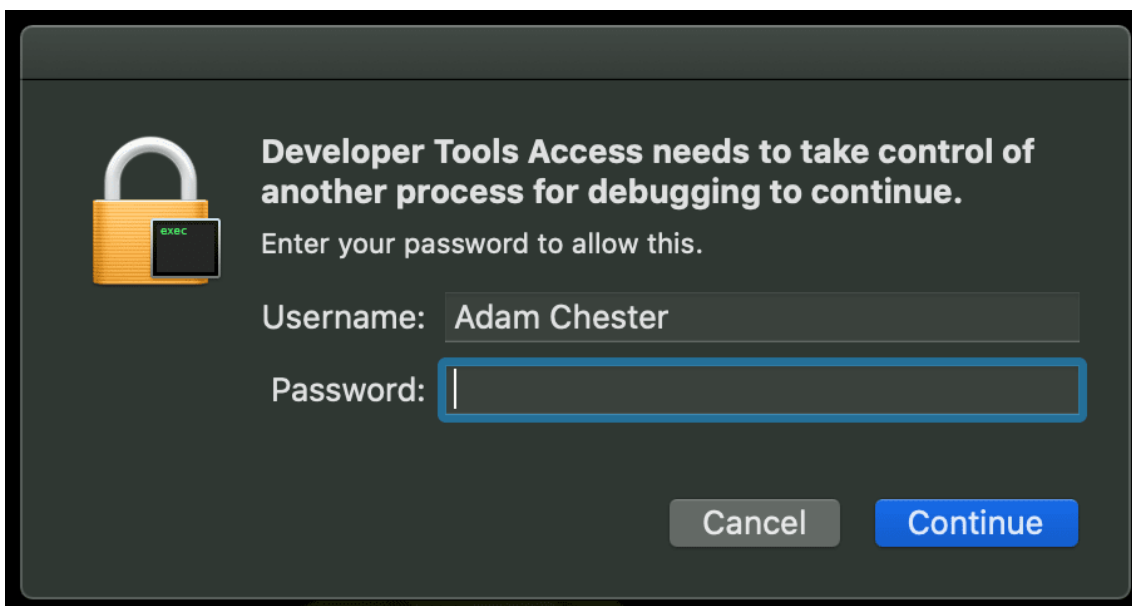 Developer Tools Access needs to take control of
another process for debugging to continue.
exec
Enter your password to allow this.
Username: Adam Chester
Password:
Cancel Continue